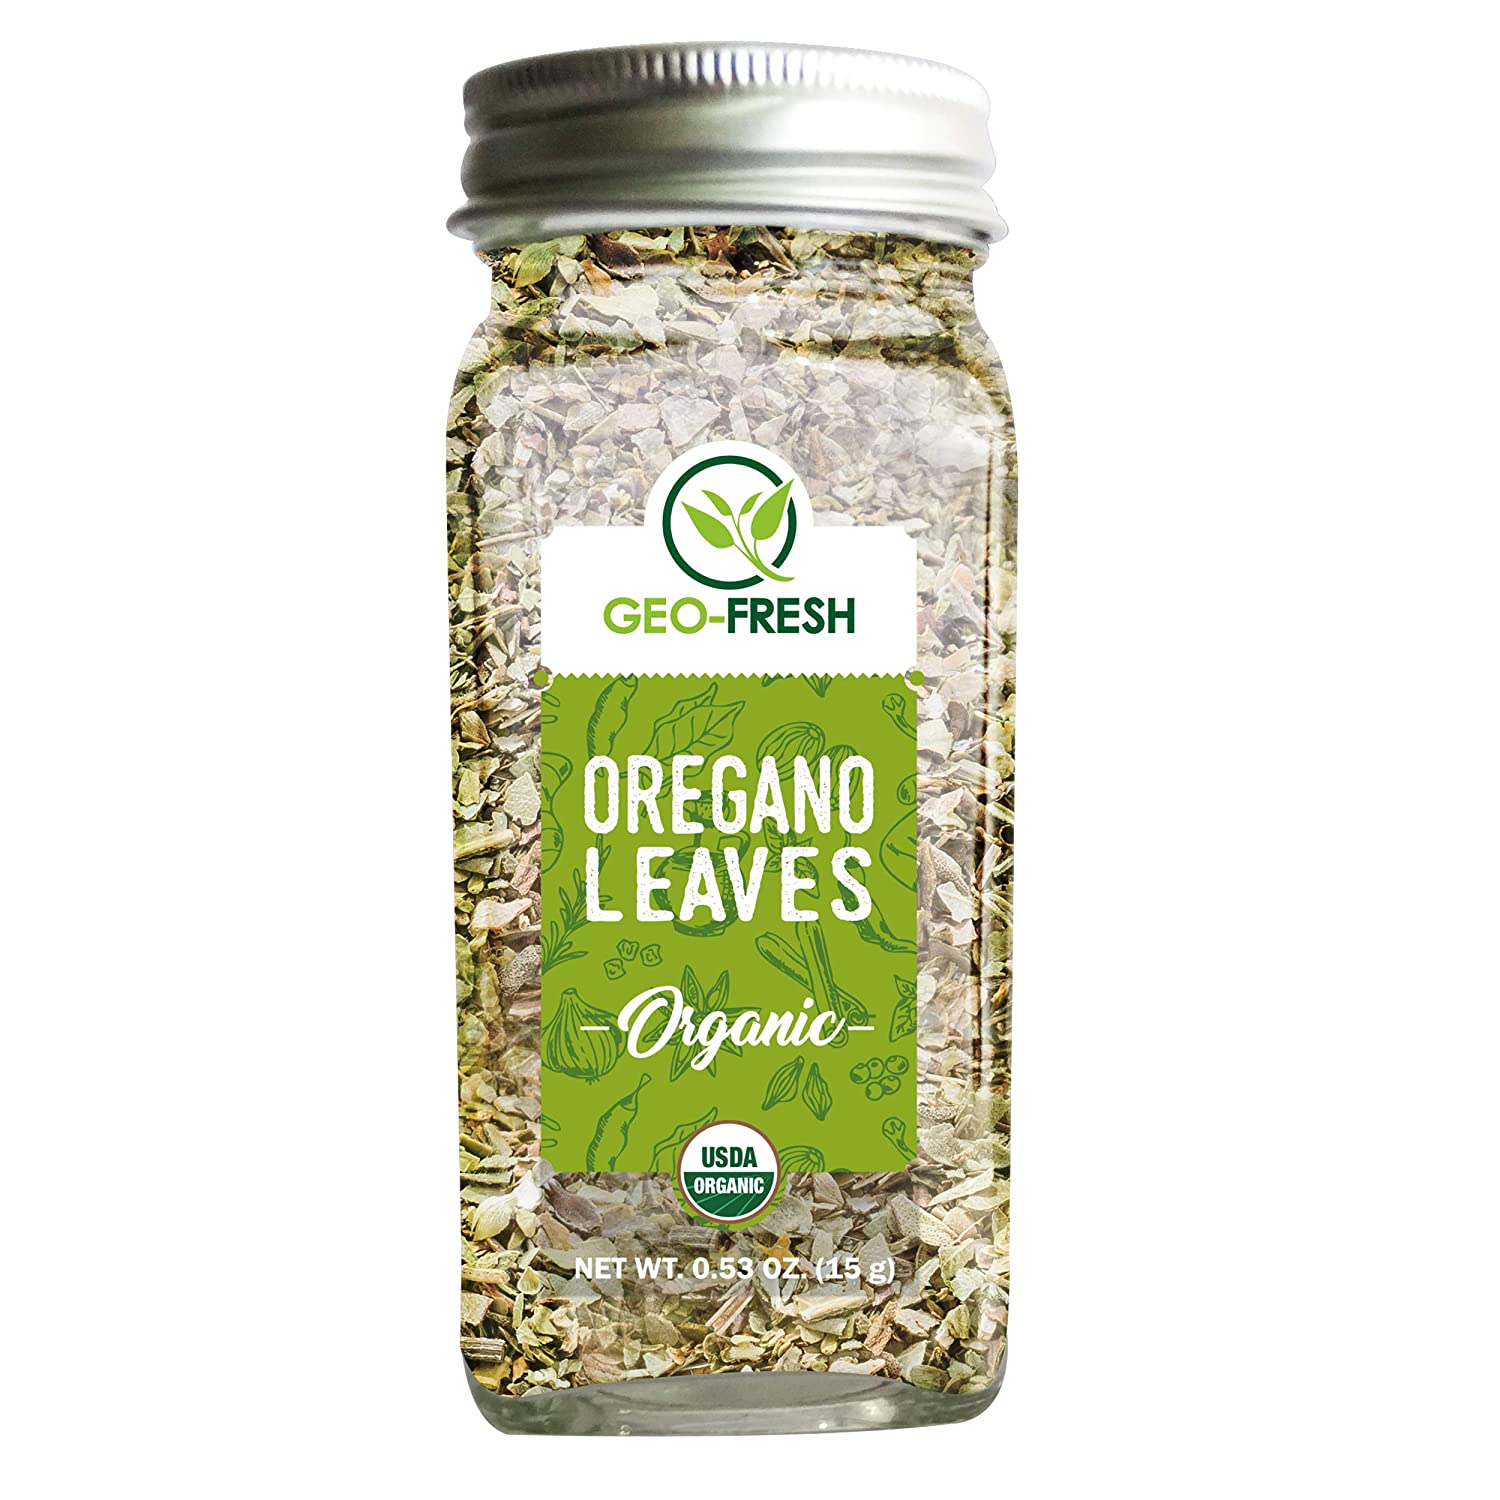 GEO-FRESH
OREGANO
LEAVES
-Organic-
USDA
ORGANIC
NET WT. 0.53 OZ. (15 g)